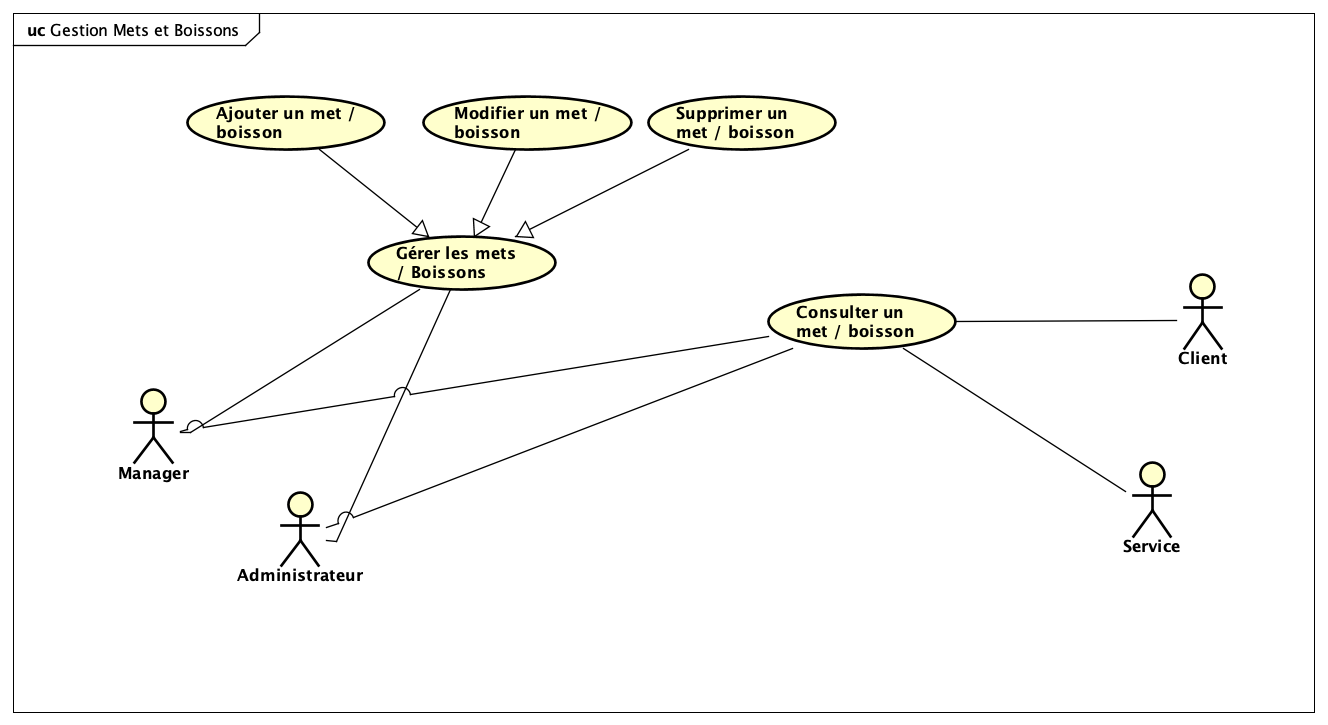 uc Gestion Mets et Boissons
Ajouter un met /
boisson
Modifier un met /
boisson
Supprimer un
met / boisson
Gérer les mets
/ Boissons
Consulter un
met / boisson
Client
Manager
Service
Administrateur